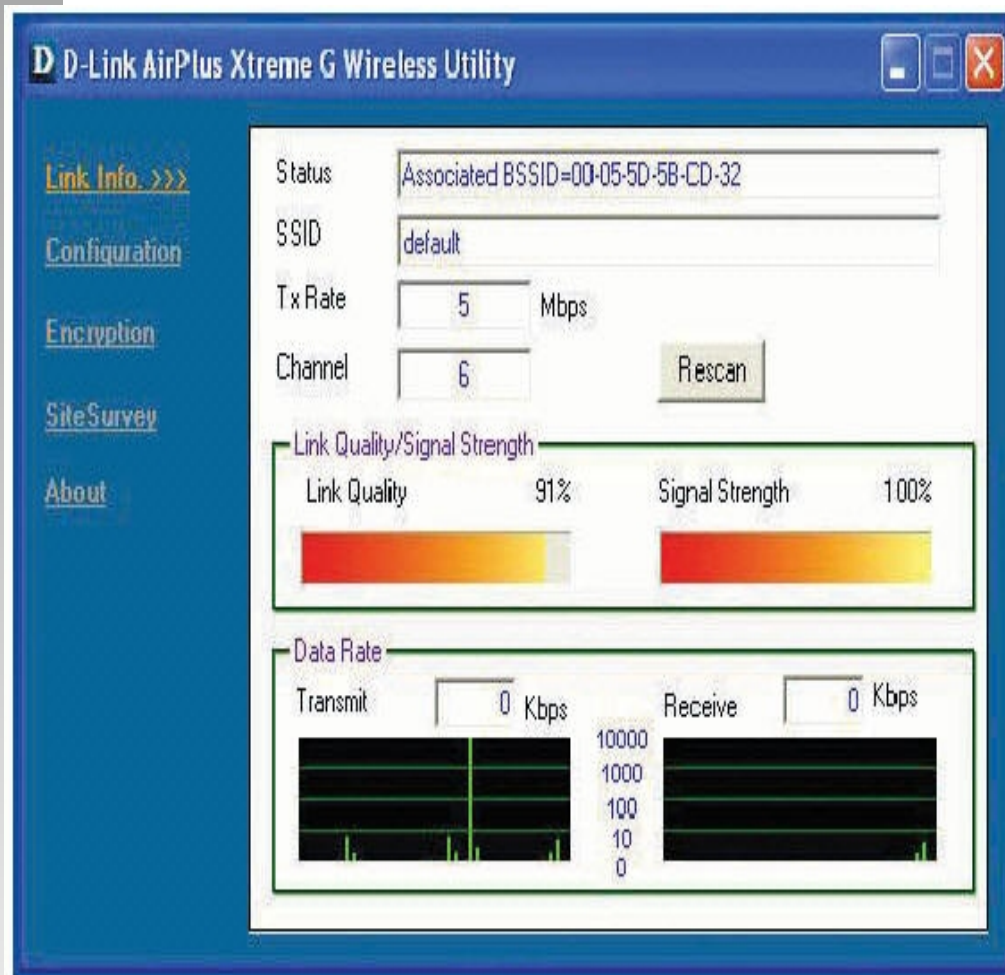 D D-Link AirPlus Xtreme G Wireless Utility
Link Info. >>>
Configuration
Encryption
SiteSurvey
About
Status Associated BSSID=00-05-5D-5B-CD-32
SSID default
Tx Rate 5 Mbps
Channel 6 Rescan
Link Quality/Signal Strength
Link Quality 91% Signal Strength 100%
Data Rate
Transmit 0 Kbps Receive 0 Kbps
10000
1000
100
10
0